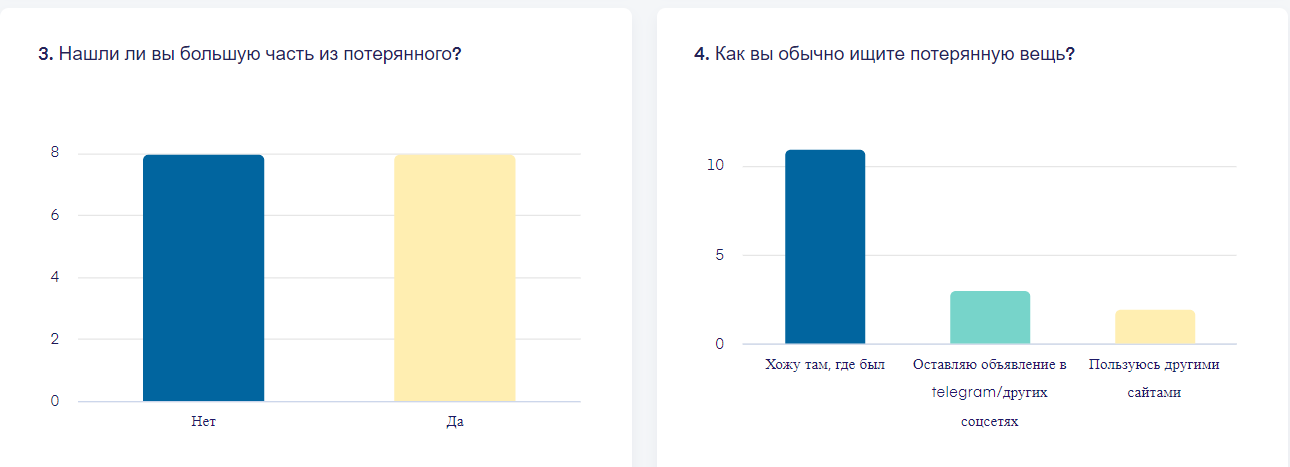 3. Нашли ли вы большую часть из потерянного?
8
6
4
2
0
Нет
Да
4. Как вы обычно ищите потерянную вещь?
10
5
0
Хожу там, где был
Оставляю объявление в
telegram/других
соцсетях
Пользуюсь другими
сайтами